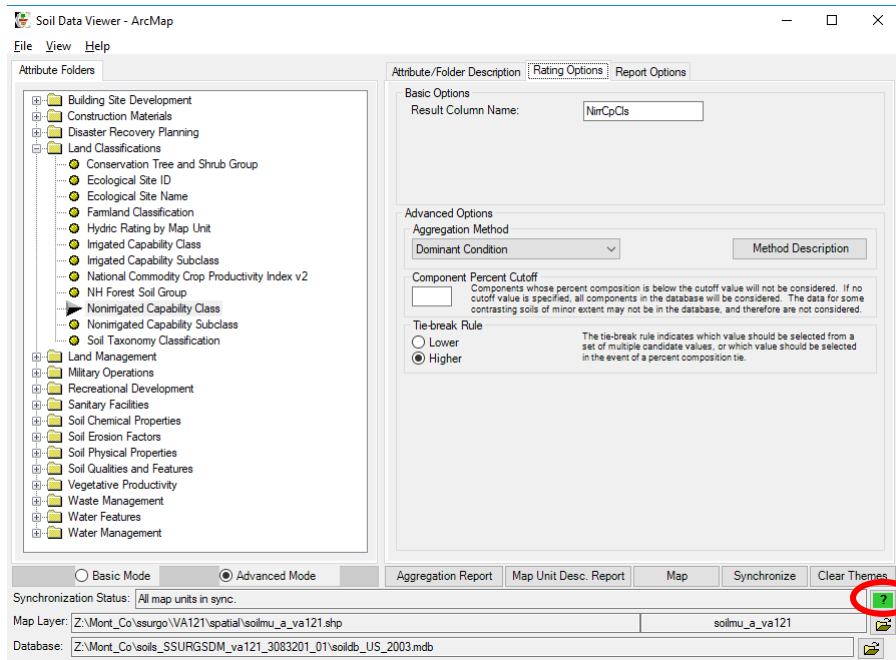 Soil Data Viewer - ArcMap
File View Help
Attribute Folders
Building Site Development
Construction Materials
Disaster Recovery Planning
Land Classifications
Conservation Tree and Shrub Group
Ecological Site ID
Ecological Site Name
Farmland Classification
Hydric Rating by Map Unit
Irrigated Capability Class
Irrigated Capability Subclass
National Commodity Crop Productivity Index v2
NH Forest Soil Group
Nonirrigated Capability Class
Nonirrigated Capability Subclass
Soil Taxonomy Classification
Land Management
Military Operations
Recreational Development
Sanitary Facilities
Soil Chemical Properties
Soil Erosion Factors
Soil Physical Properties
Soil Qualities and Features
Vegetative Productivity
Waste Management
Water Features
Water Management
Basic Mode Advanced Mode
Attribute/Folder Description Rating Options Report Options
Basic Options
Result Column Name: NirrCpCls
Advanced Options
Aggregation Method
Dominant Condition Method Description
Component Percent Cutoff
Components whose percent composition is below the cutoff value will not be considered. If no
cutoff value is specified, all components in the database will be considered. The data for some
contrasting soils of minor extent may not be in the database, and therefore are not considered.
Tie-break Rule
Lower
Higher
The tie-break rule indicates which value should be selected from a
set of multiple candidate values, or which value should be selected
in the event of a percent composition tie.
Aggregation Report Map Unit Desc. Report Map Synchronize Clear Themes
Synchronization Status: All map units in sync. ?
Map Layer: Z:\Mont_Co\ssurgo\VA121\spatial\soilmu_a_va121.shp soilmu_a_va121
Database: Z:\Mont_Co\soils_SSURGSDM_va121_3083201_01\soildb_US_2003.mdb